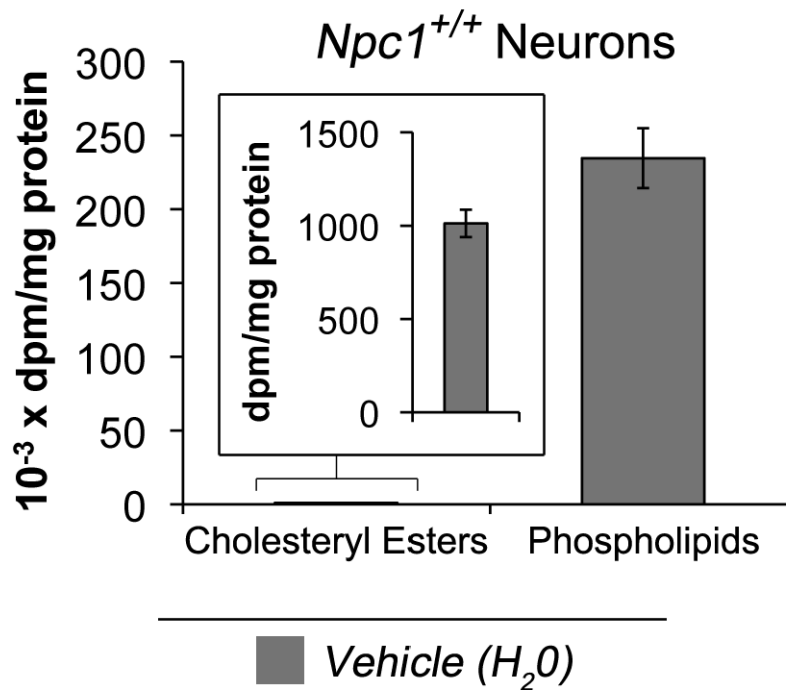 Npc1+/+ Neurons
10-3 x dpm/mg protein
300
250
200
150
100
50
0
dpm/mg protein
1500
1000
500
0
Cholesteryl Esters
Phospholipids
Vehicle (H20)